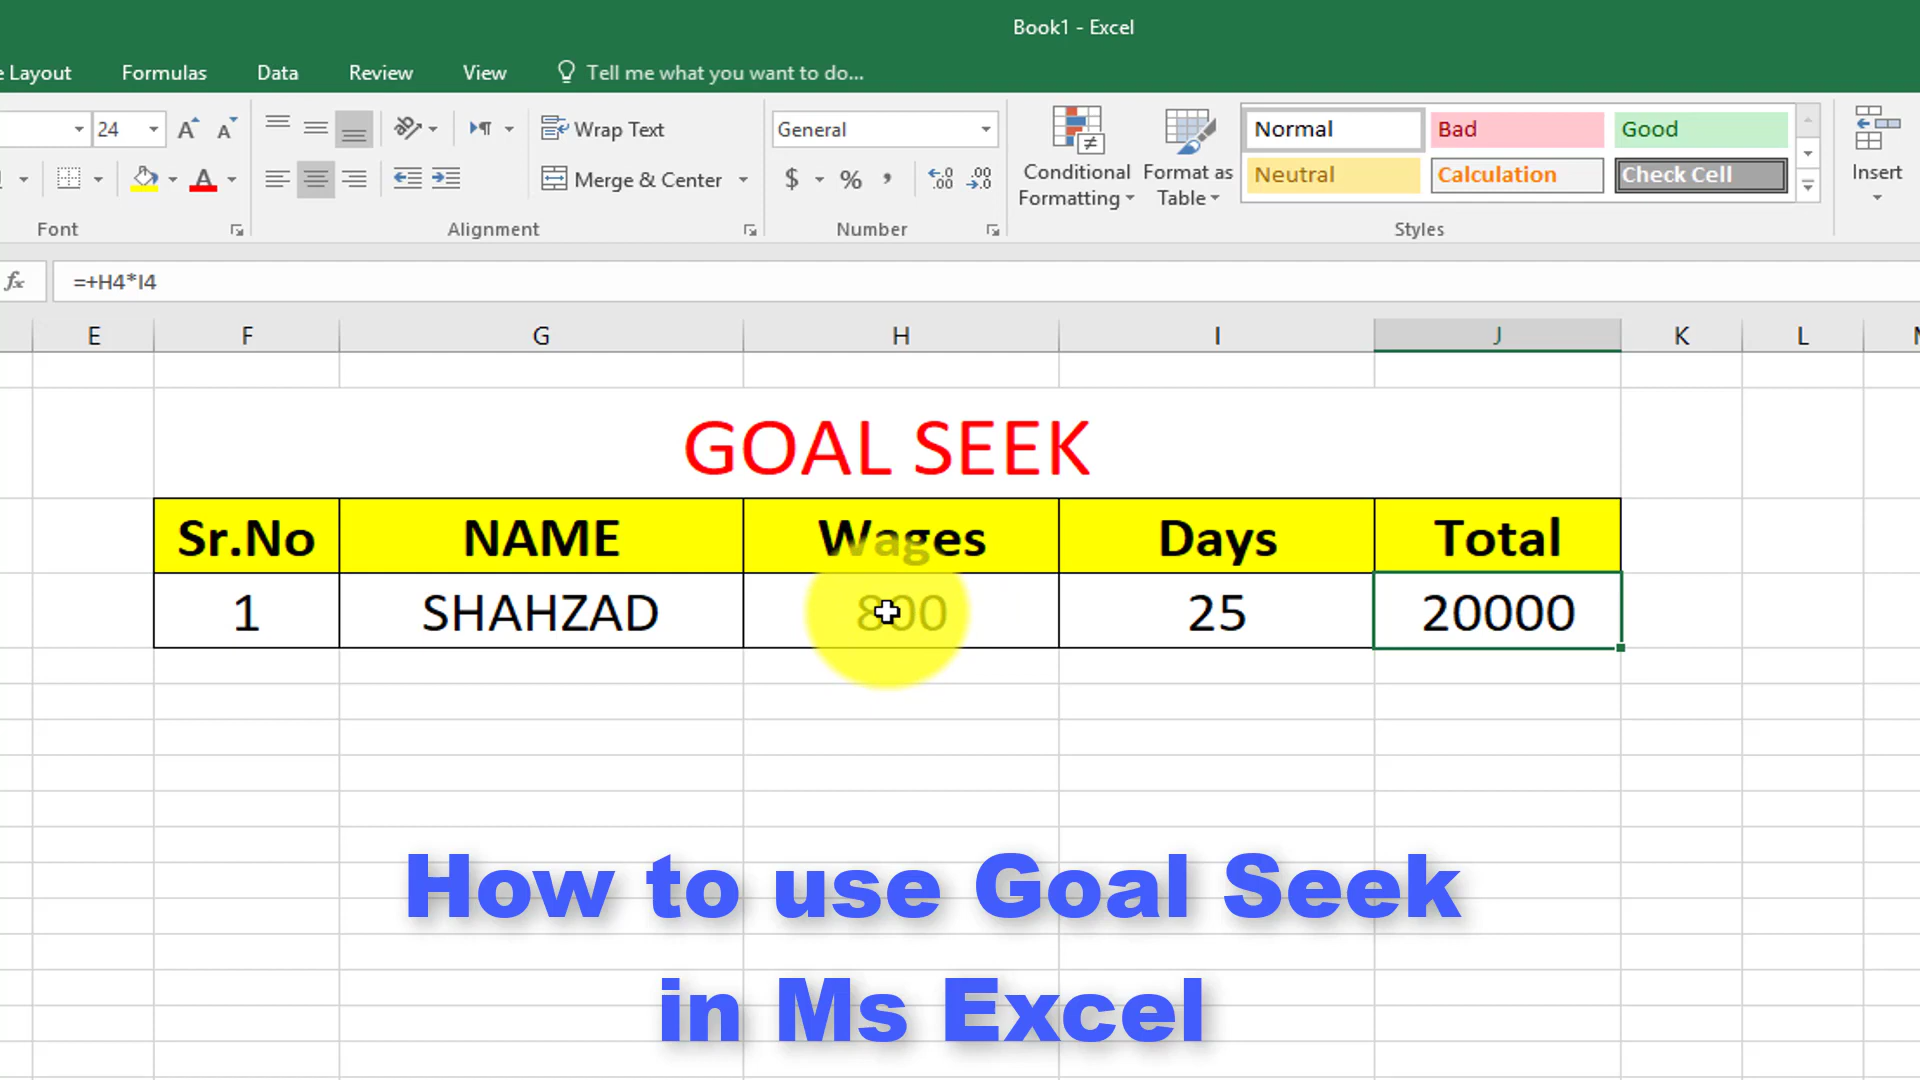 Book1 - Excel
e Layout Formulas Data Review View Tell me what you want to do...
24 A A Wrap Text General Conditional Formatting Format as Table Normal Bad Good Insert
A Merge & Center $ % , .00 .0 Neutral Calculation Check Cell
Font Alignment Number Styles
fx =+H4*I4
E F G H I J K L
GOAL SEEK
Sr.No NAME Wages Days Total
1 SHAHZAD 800 25 20000
How to use Goal Seek
in Ms Excel